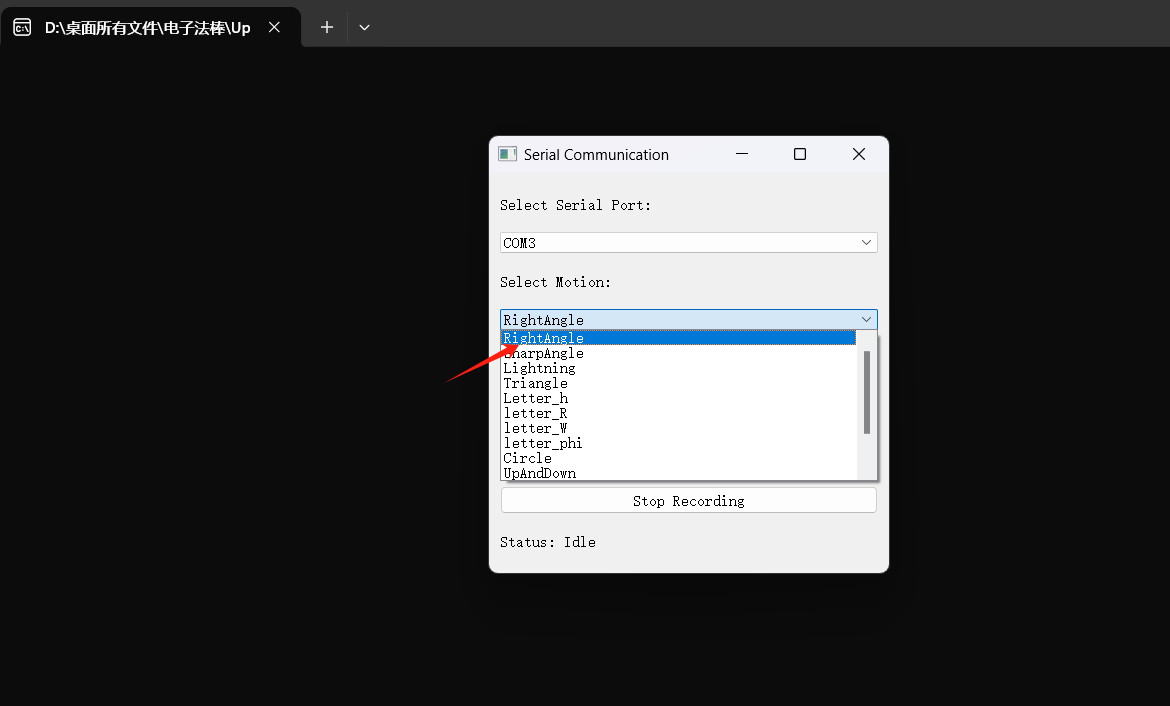 D:\桌面所有文件\电子法棒\Up
Serial Communication
Select Serial Port:
COM3
Select Motion:
RightAngle
RightAngle
SharpAngle
Lightning
Triangle
Letter_h
letter_R
letter_W
letter_phi
Circle
UpAndDown
Stop Recording
Status: Idle